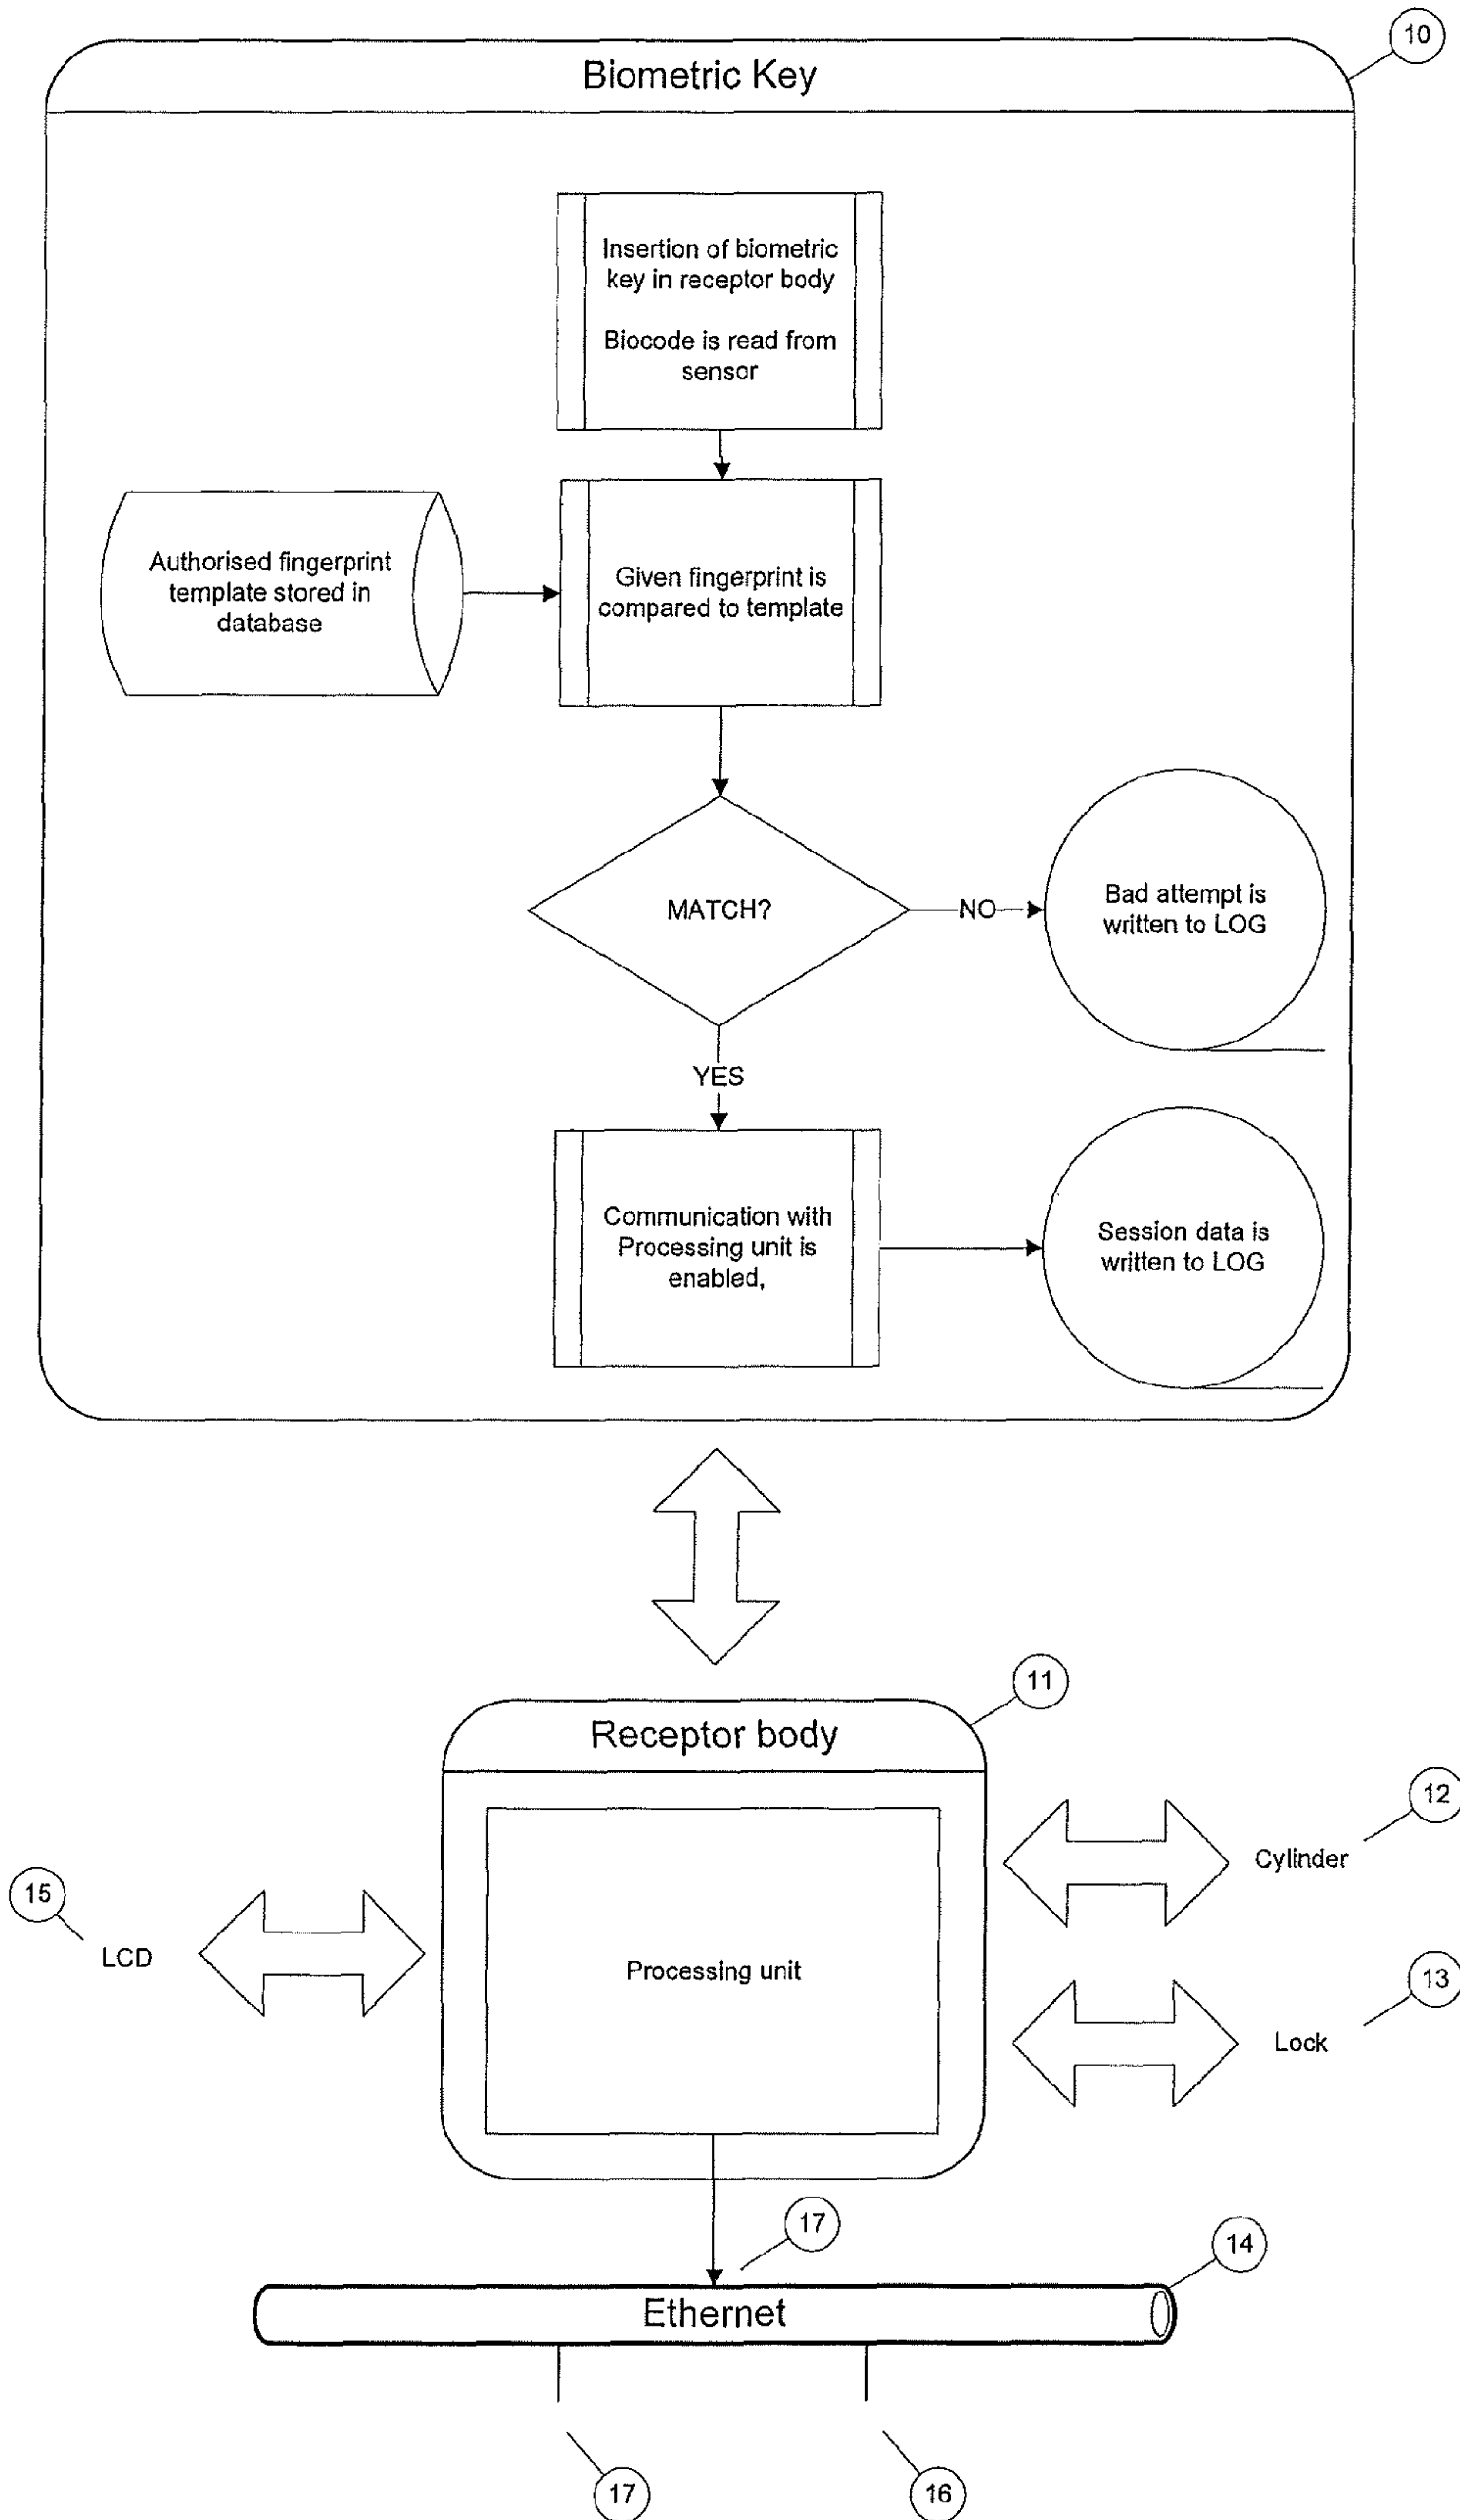 10
Biometric Key
Insertion of biometric
key in receptor body
Biocode is read from
sensor
Authorised fingerprint
template stored in
database
Given fingerprint is
compared to template
MATCH?
NO
Bad attempt is
written to LOG
YES
Communication with
Processing unit is
enabled,
Session data is
written to LOG
11
Receptor body
12
Cylinder
15
LCD
Processing unit
13
Lock
17
14
Ethernet
17
16